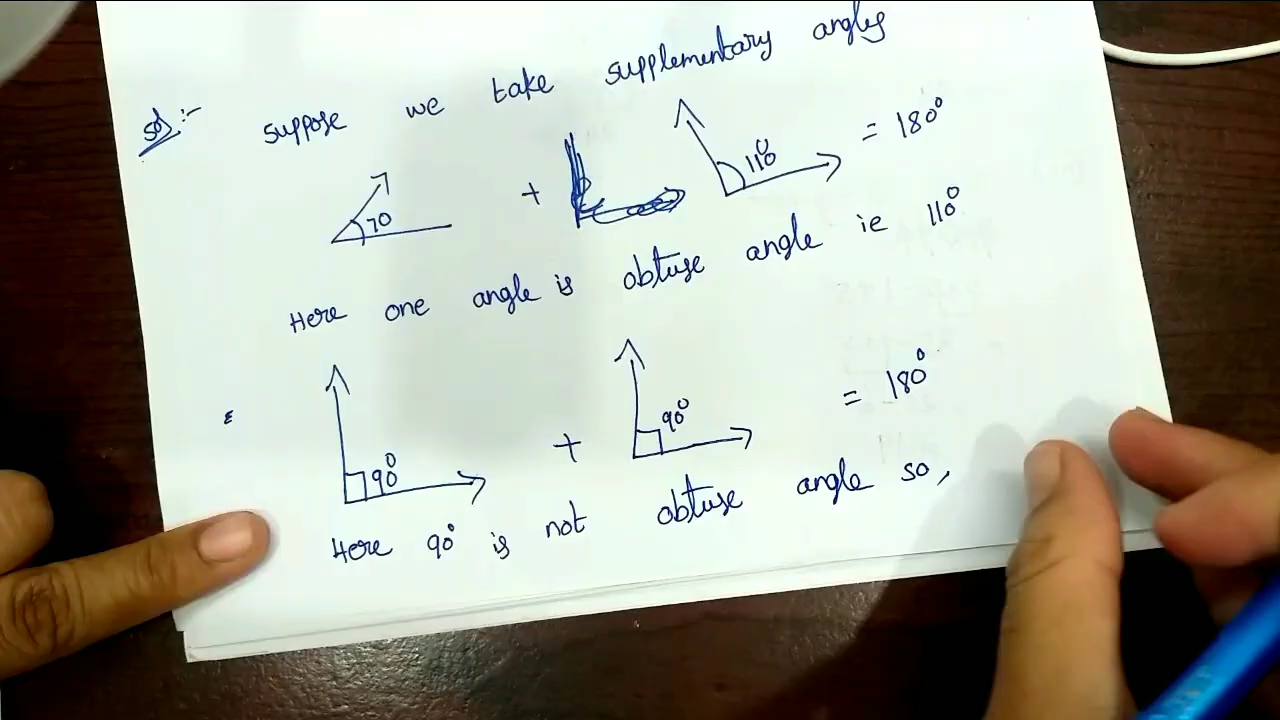 Sol:- Suppose we take supplementary angles
70 + 110° = 180°
Here one angle is obtuse angle ie 110°
ε 90° + 90° = 180°
Here 90° is not obtuse angle so,